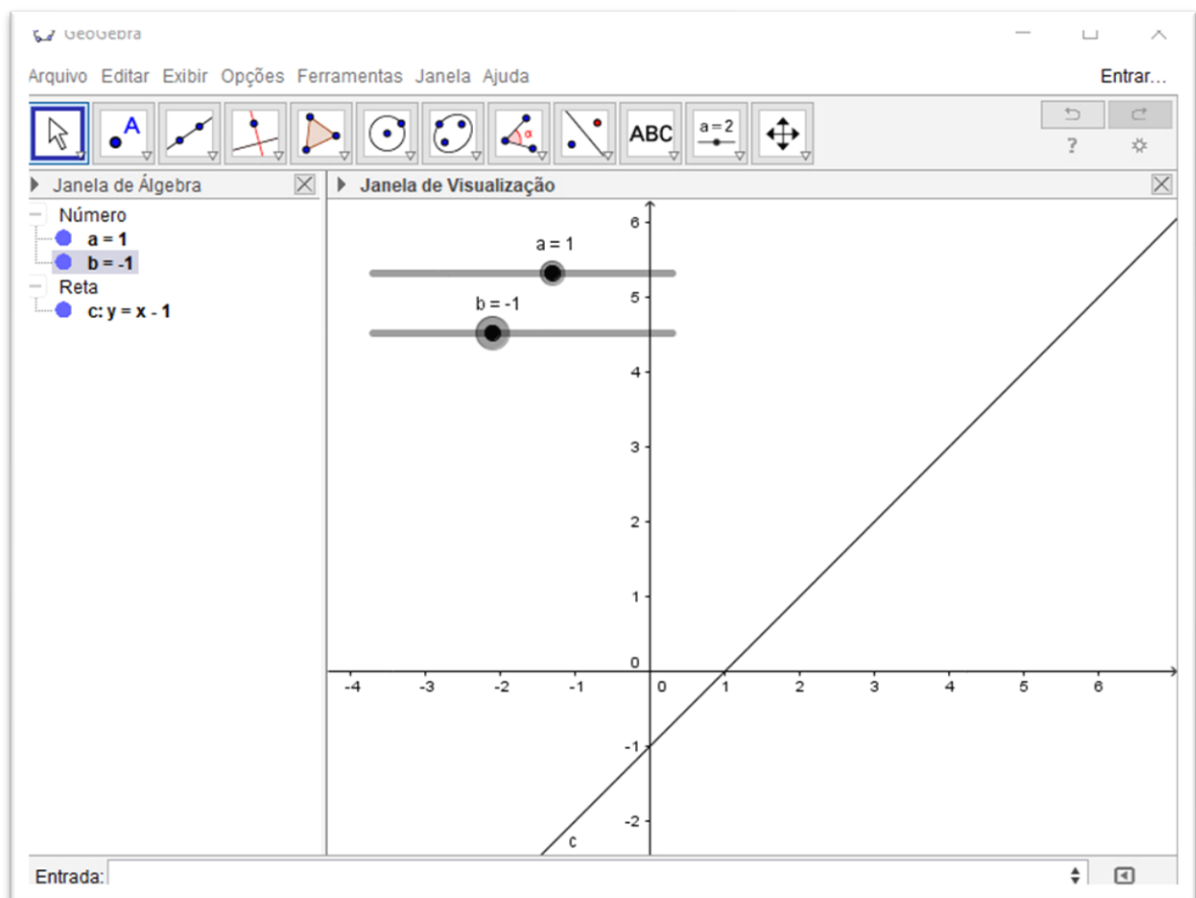 GeoGebra
Arquivo Editar Exibir Opções Ferramentas Janela Ajuda
Entrar...
A
α
ABC
a = 2
?
Janela de Álgebra
Número
a = 1
b = -1
Reta
c: y = x - 1
Janela de Visualização
a = 1
b = -1
6
5
4
3
2
1
0
-4 -3 -2 -1 0 1 2 3 4 5 6
-1
-2
c
Entrada: